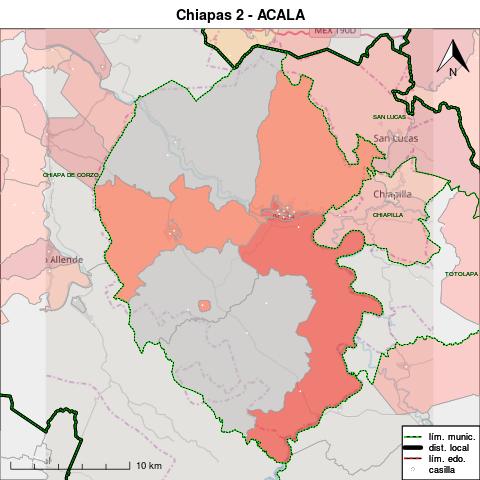 Chiapas 2 - ACALA
MEX 190D
N
SAN LUCAS
San Lucas
CHIAPA DE CORZO
Chiapilla
CHIAPILLA
Allende
TOTOLAPA
lím. munic.
dist. local
lím. edo.
casilla
10 km